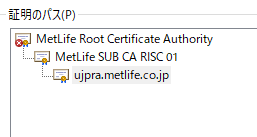 証明のパス(P)
MetLife Root Certificate Authority
MetLife SUB CA RISC 01
ujpra.metlife.co.jp